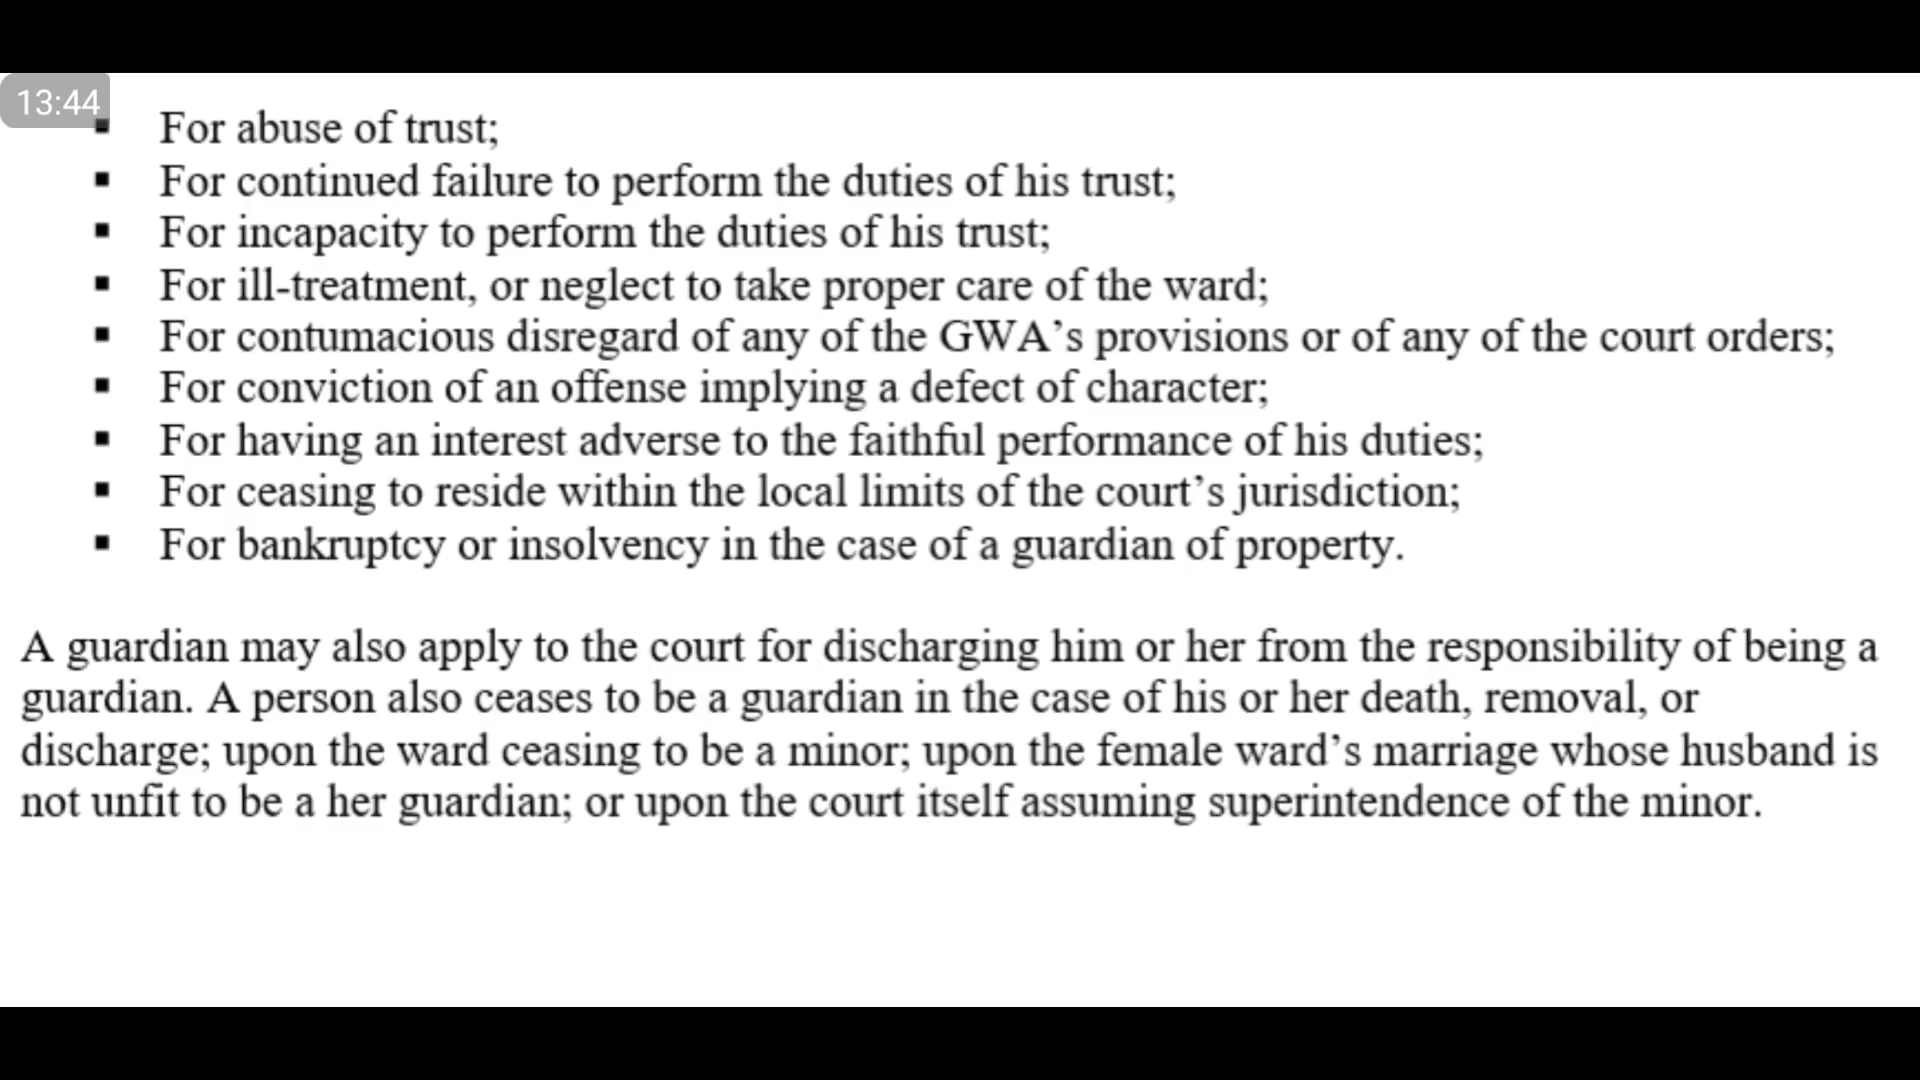 13:44
▪ For abuse of trust;
▪ For continued failure to perform the duties of his trust;
▪ For incapacity to perform the duties of his trust;
▪ For ill-treatment, or neglect to take proper care of the ward;
▪ For contumacious disregard of any of the GWA’s provisions or of any of the court orders;
▪ For conviction of an offense implying a defect of character;
▪ For having an interest adverse to the faithful performance of his duties;
▪ For ceasing to reside within the local limits of the court’s jurisdiction;
▪ For bankruptcy or insolvency in the case of a guardian of property.
A guardian may also apply to the court for discharging him or her from the responsibility of being a
guardian. A person also ceases to be a guardian in the case of his or her death, removal, or
discharge; upon the ward ceasing to be a minor; upon the female ward’s marriage whose husband is
not unfit to be a her guardian; or upon the court itself assuming superintendence of the minor.